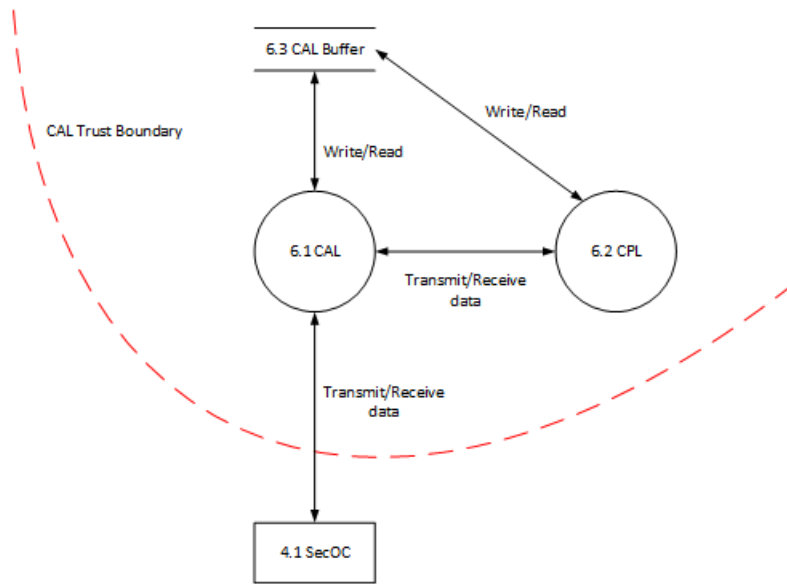 6.3 CAL Buffer
CAL Trust Boundary
Write/Read
Write/Read
6.1 CAL
6.2 CPL
Transmit/Receive
data
Transmit/Receive
data
4.1 SecOC